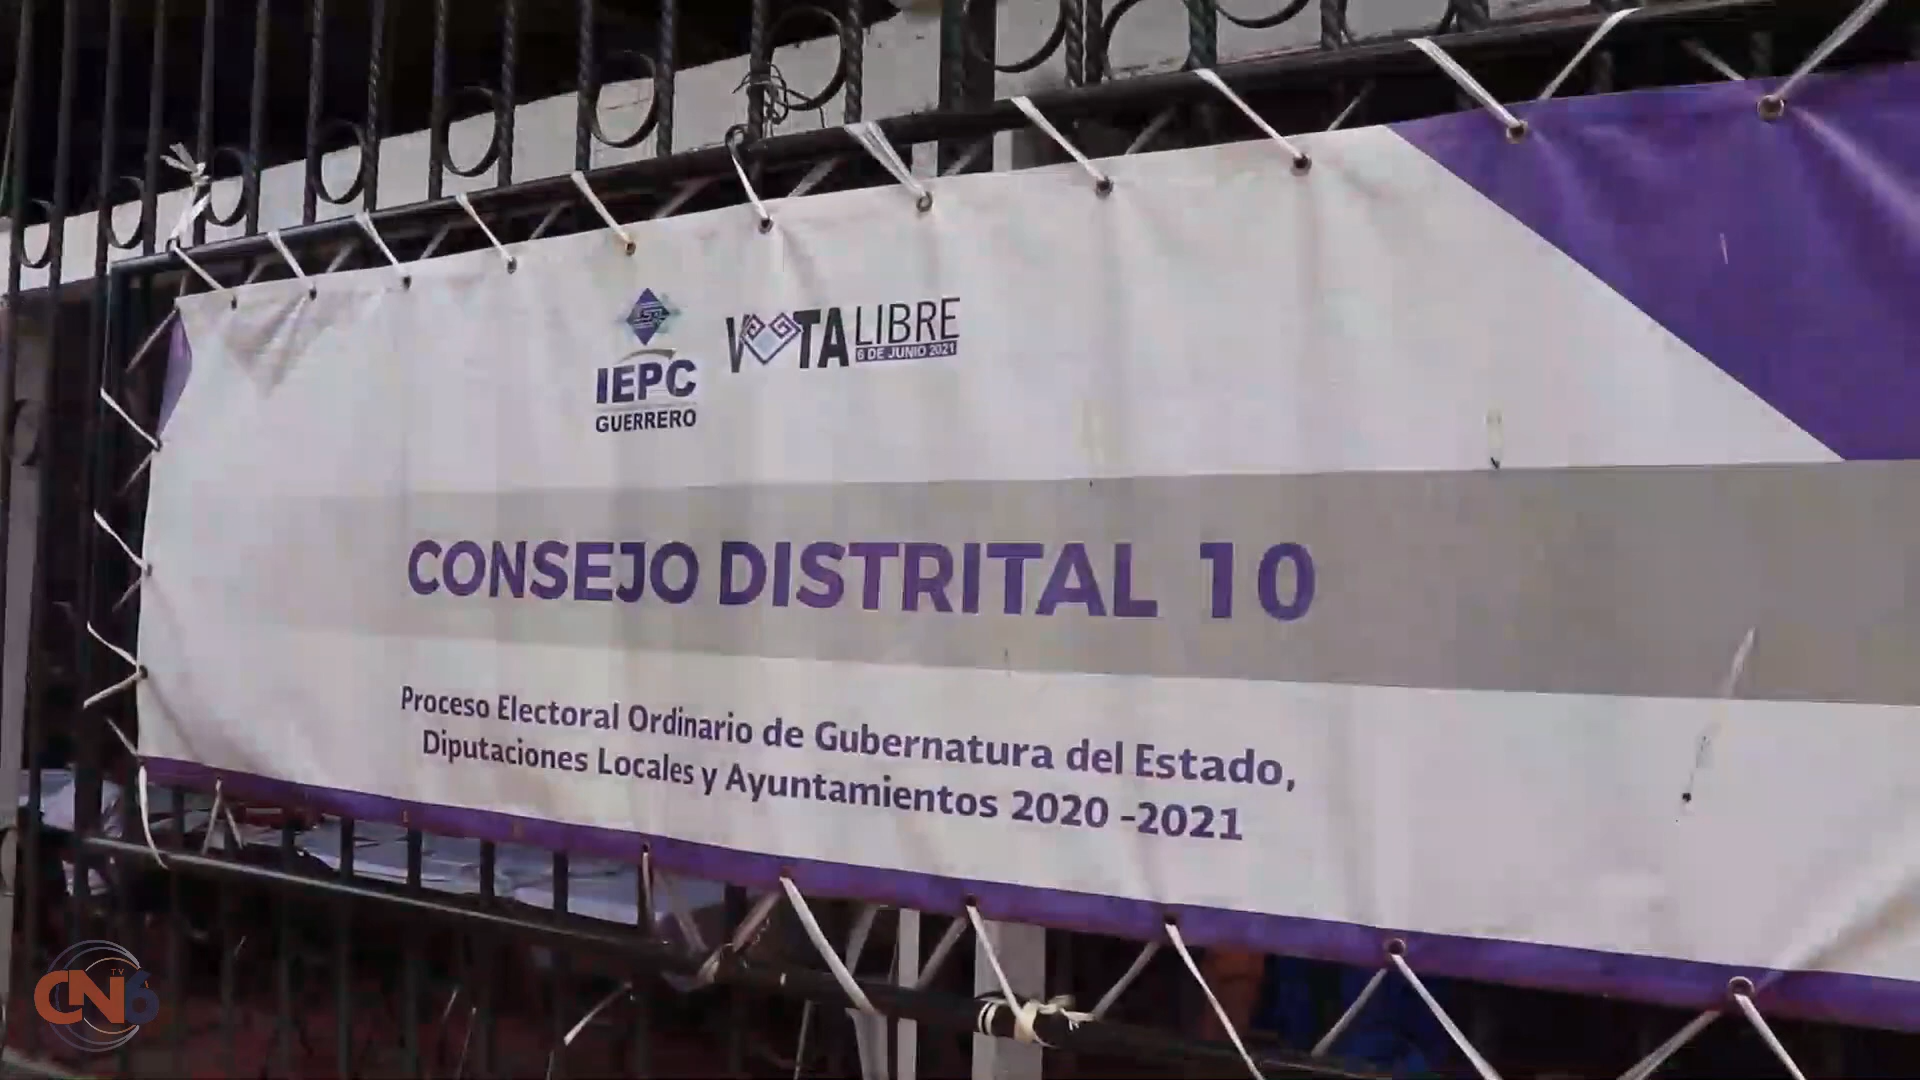 IEPC
GUERRERO
VOTA LIBRE
6 DE JUNIO 2021
CONSEJO DISTRITAL 10
Proceso Electoral Ordinario de Gubernatura del Estado,
Diputaciones Locales y Ayuntamientos 2020 -2021
CN6
TV